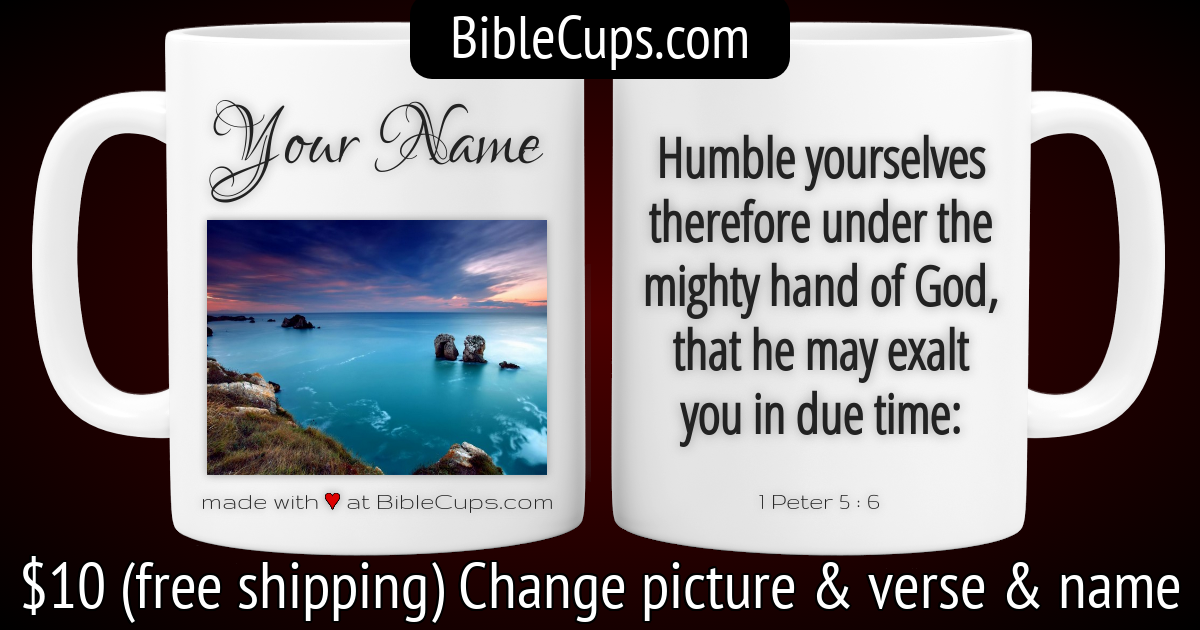 BibleCups.com
Your Name
made with ♥ at BibleCups.com
Humble yourselves
therefore under the
mighty hand of God,
that he may exalt
you in due time:
1 Peter 5 : 6
$10 (free shipping) Change picture & verse & name